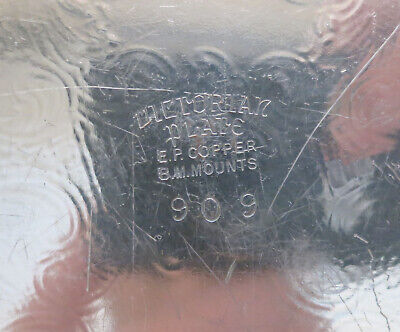 VICTORIAN
PLATE
E.P. COPPER
B.M. MOUNTS
909